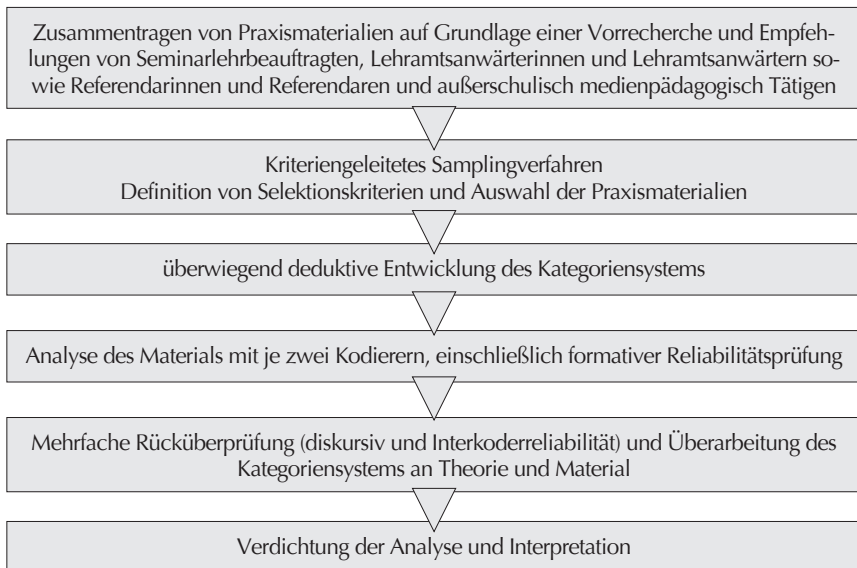 Zusammentragen von Praxismaterialien auf Grundlage einer Vorrecherche und Empfeh-
lungen von Seminarlehrbeauftragten, Lehramtsanwärterinnen und Lehramtsanwärtern so-
wie Referendarinnen und Referendaren und außerschulisch medienpädagogisch Tätigen
Kriteriengeleitetes Samplingverfahren
Definition von Selektionskriterien und Auswahl der Praxismaterialien
überwiegend deduktive Entwicklung des Kategoriensystems
Analyse des Materials mit je zwei Kodierern, einschließlich formativer Reliabilitätsprüfung
Mehrfache Rücküberprüfung (diskursiv und Interkoderreliabilität) und Überarbeitung des
Kategoriensystems an Theorie und Material
Verdichtung der Analyse und Interpretation